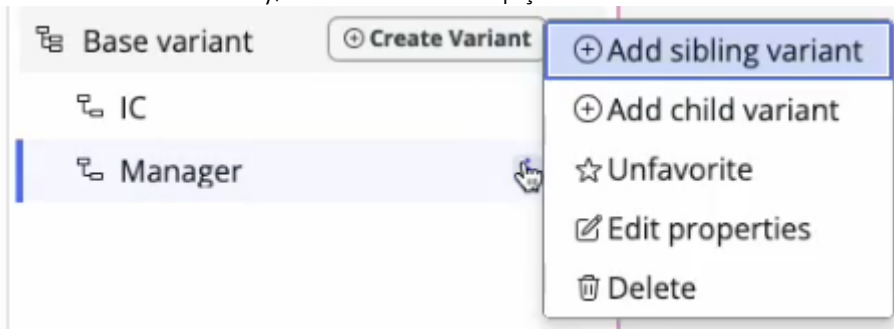 Base variant
Create Variant
IC
Manager
Add sibling variant
Add child variant
Unfavorite
Edit properties
Delete